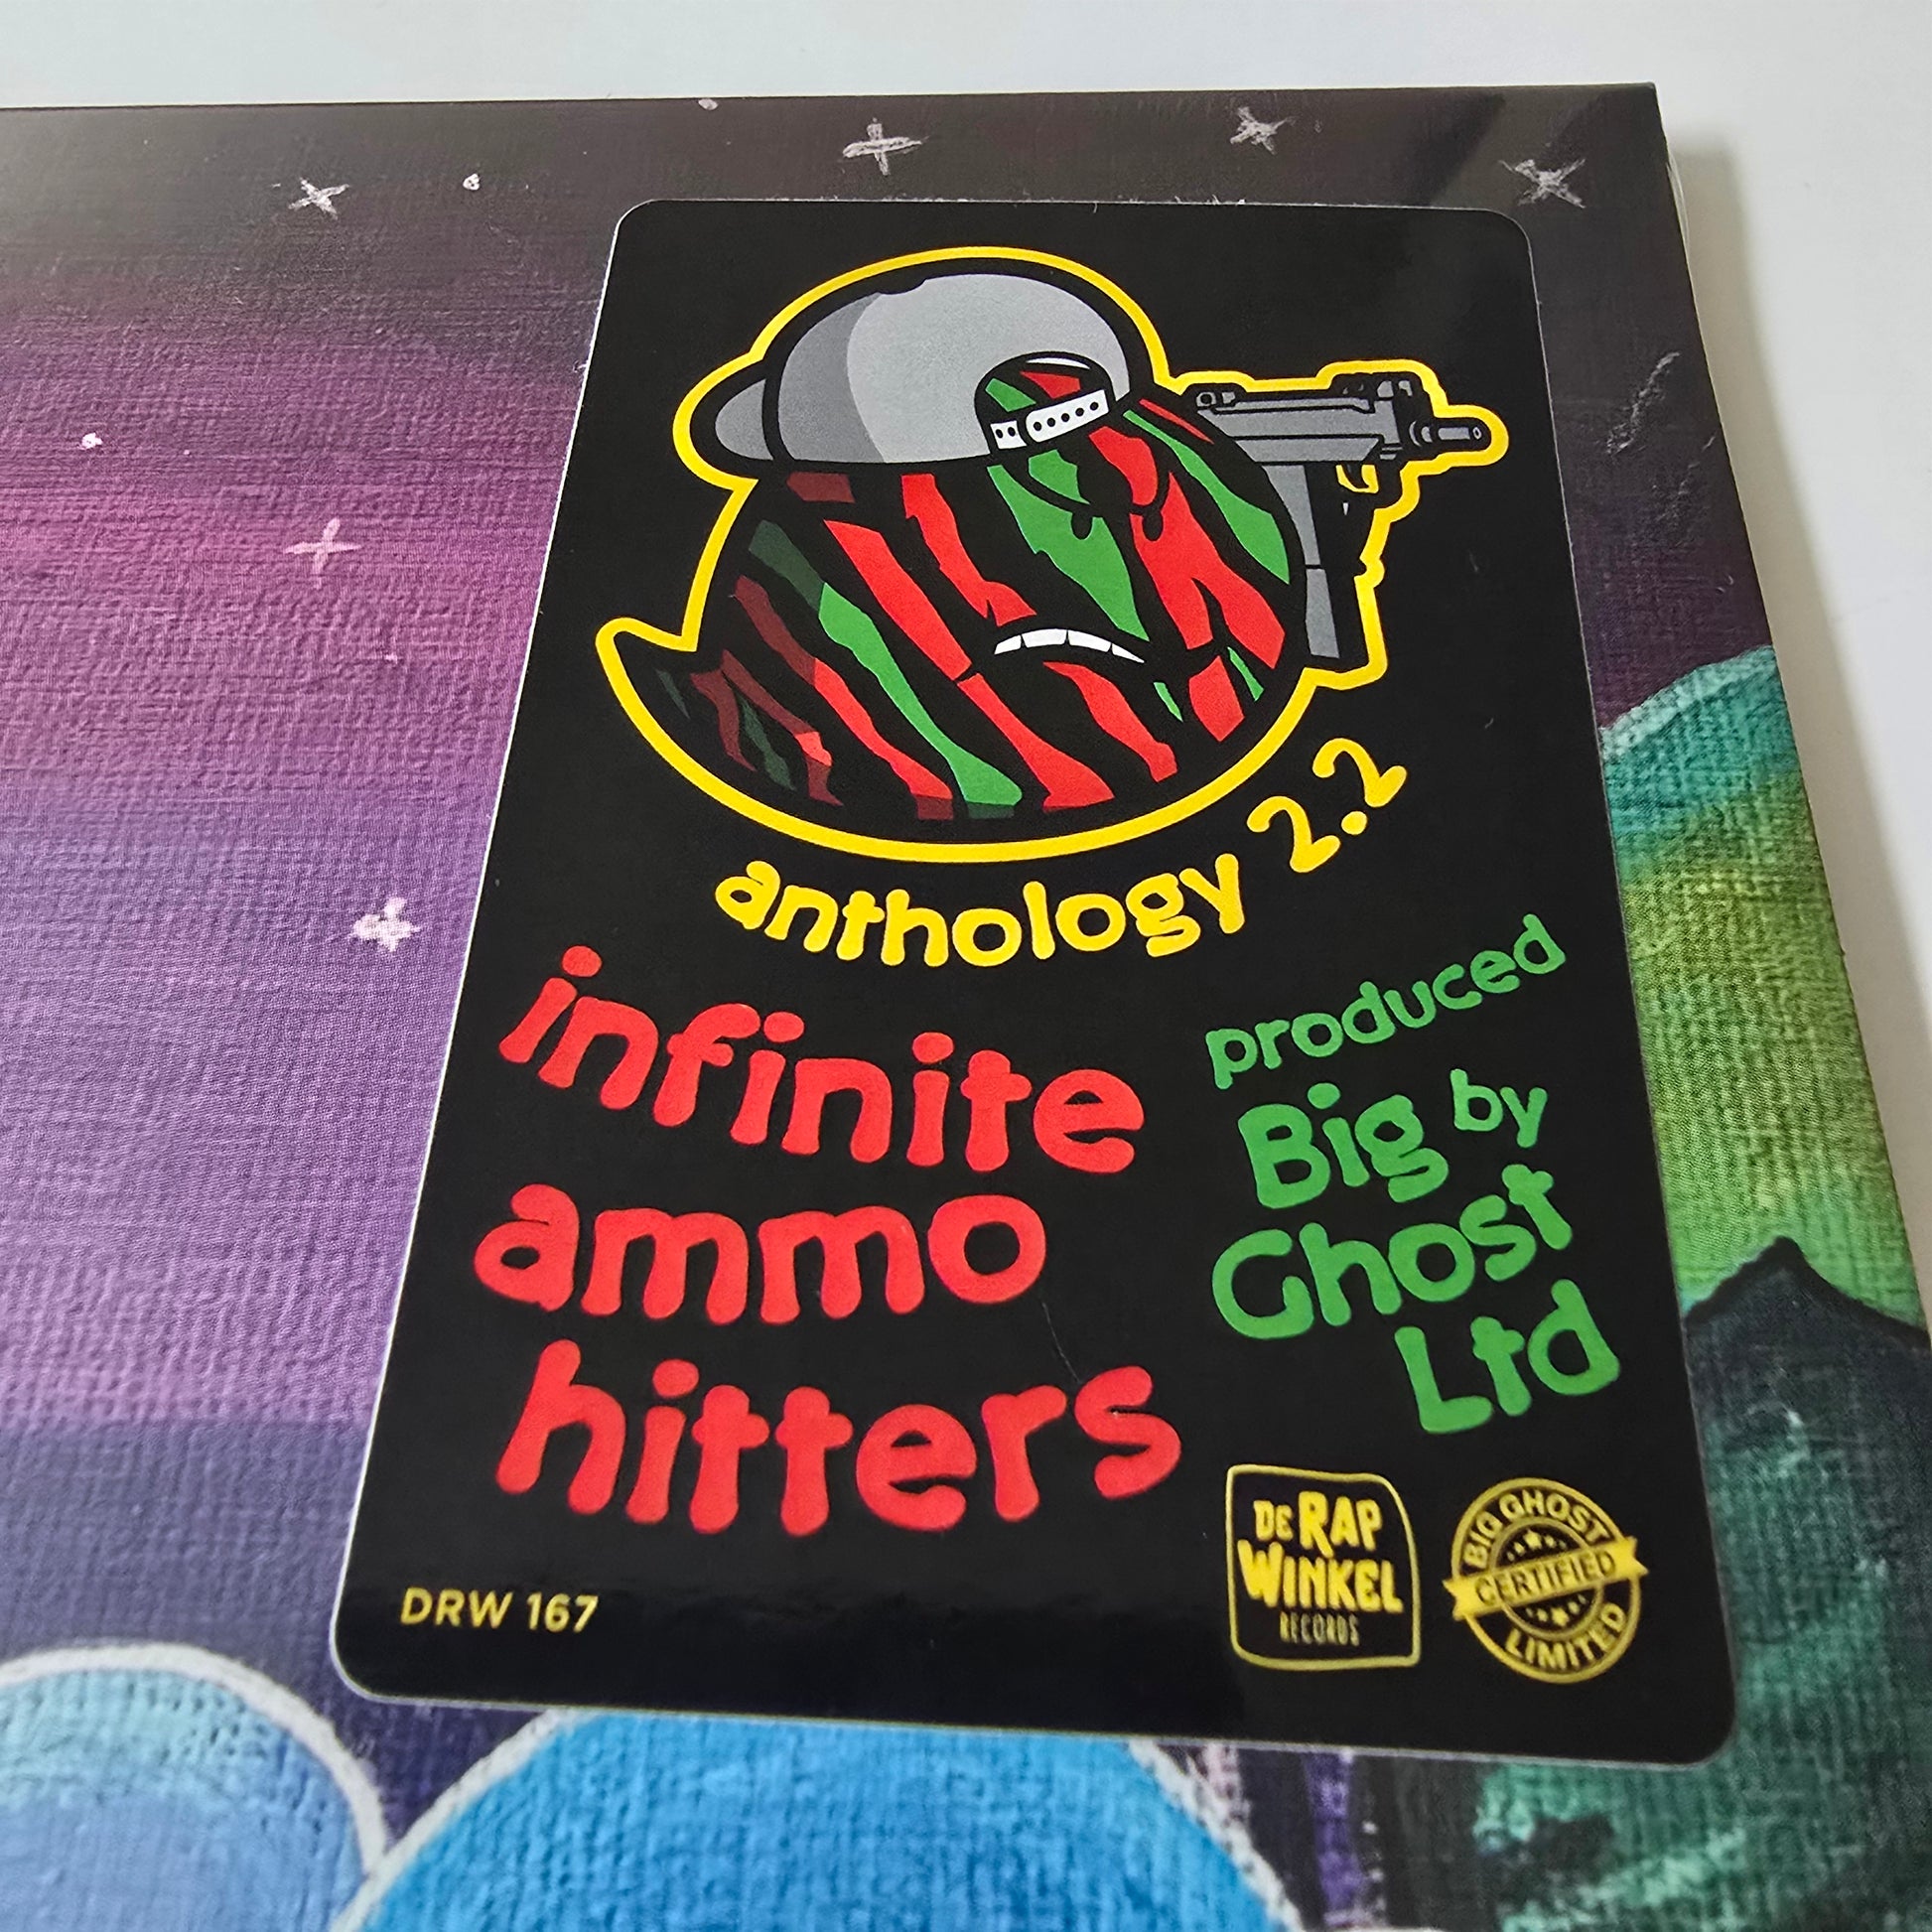 anthology 2.2
infinite
ammo
hitters
produced
Big by
Ghost
Ltd
DRW 167
DE RAP
WINKEL
RECORDS
BIG GHOST
CERTIFIED
LIMITED